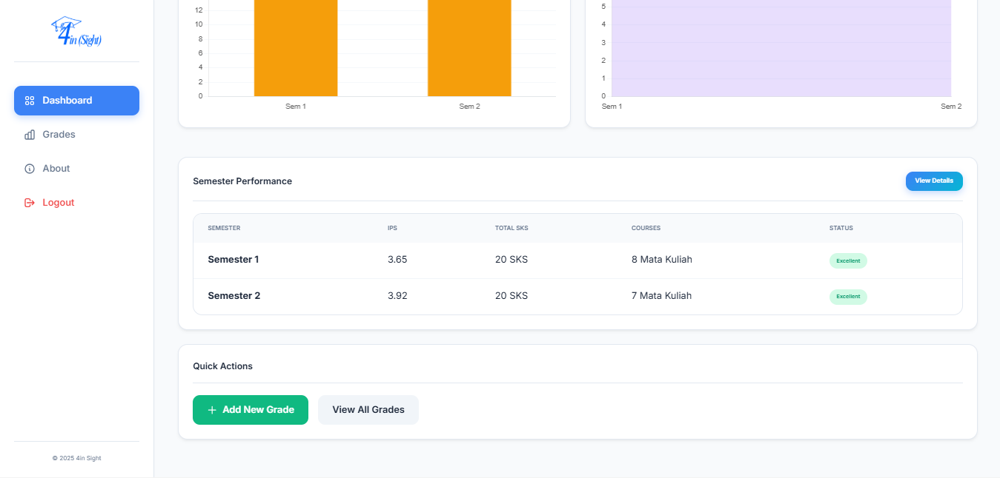 4in (Sight)
Dashboard
Grades
About
Logout
© 2025 4in Sight
12
10
8
6
4
2
0
Sem 1
Sem 2
5
4
3
2
1
0
Sem 1
Sem 2
Semester Performance
View Details
SEMESTER IPS TOTAL SKS COURSES STATUS
Semester 1 3.65 20 SKS 8 Mata Kuliah Excellent
Semester 2 3.92 20 SKS 7 Mata Kuliah Excellent
Quick Actions
+ Add New Grade
View All Grades